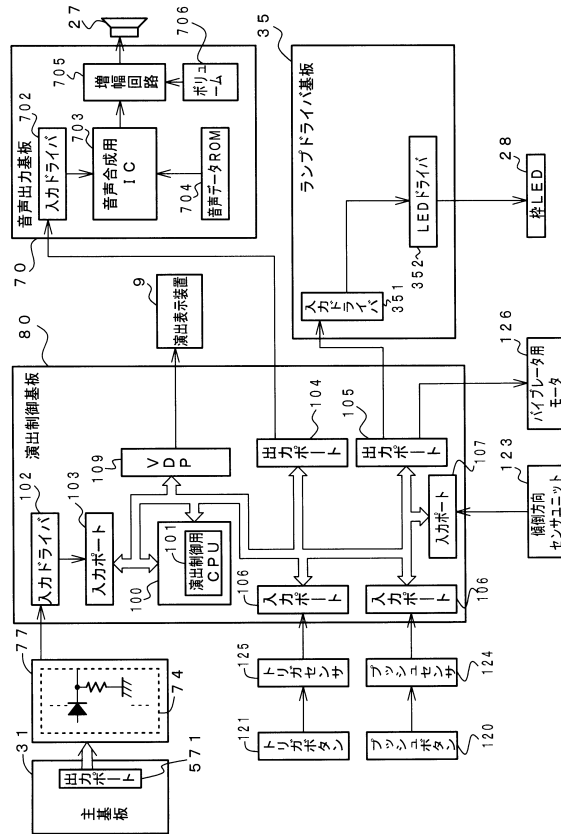 31
主基板
出力ポート
571
77
74
80
演出制御基板
102
入力ドライバ
103
入力ポート
109
VDP
100
101
演出制御用
CPU
9
演出表示装置
104
出力ポート
105
出力ポート
106
入力ポート
106
入力ポート
107
入力ポート
121
トリガボタン
125
トリガセンサ
120
プッシュボタン
124
プッシュセンサ
123
傾倒方向
センサユニット
126
バイブレータ用
モータ
70
音声出力基板
702
入力ドライバ
703
音声合成用
IC
704
音声データROM
705
増幅
回路
706
ボリュ
ーム
27
35
ランプドライバ基板
入力
ドライバ
351
LEDドライバ
352
28
枠LED